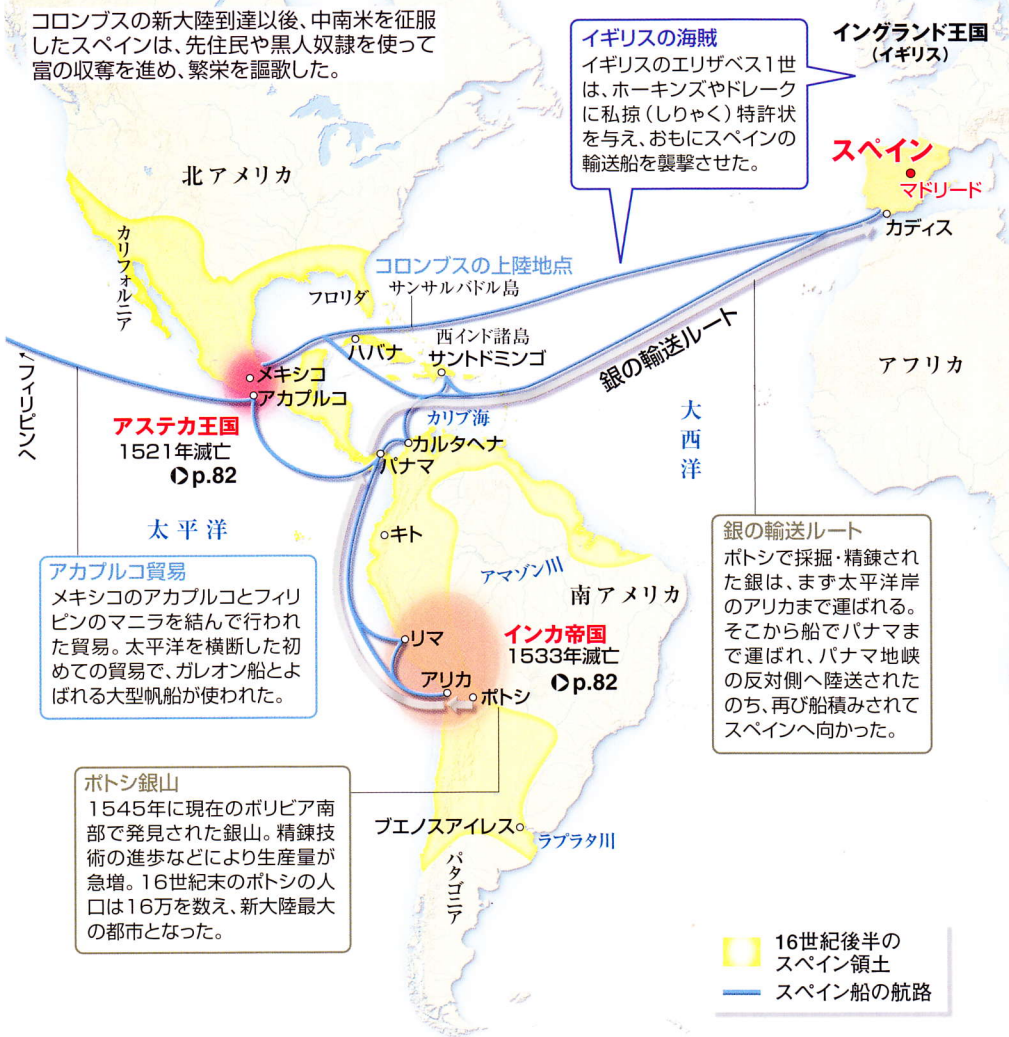 コロンブスの新大陸到達以後、中南米を征服
したスペインは、先住民や黒人奴隷を使って
富の収奪を進め、繁栄を謳歌した。
イギリスの海賊
イギリスのエリザベス1世
は、ホーキンズやドレーク
に私掠(しりゃく)特許状
を与え、おもにスペインの
輸送船を襲撃させた。
イングランド王国
(イギリス)
スペイン
マドリード
カディス
北アメリカ
カリフォルニア
コロンブスの上陸地点
サンサルバドル島
フロリダ
西インド諸島
ハバナ
サントドミンゴ
銀の輸送ルート
アフリカ
←フィリピンへ
メキシコ
アカプルコ
アステカ王国
1521年滅亡
p.82
カリブ海
カルタヘナ
パナマ
大西洋
太平洋
キト
アマゾン川
南アメリカ
アカプルコ貿易
メキシコのアカプルコとフィリ
ピンのマニラを結んで行われ
た貿易。太平洋を横断した初
めての貿易で、ガレオン船とよ
ばれる大型帆船が使われた。
銀の輸送ルート
ポトシで採掘・精錬され
た銀は、まず太平洋岸
のアリカまで運ばれる。
そこから船でパナマま
で運ばれ、パナマ地峡
の反対側へ陸送された
のち、再び船積みされて
スペインへ向かった。
リマ
インカ帝国
1533年滅亡
p.82
アリカ
ポトシ
ポトシ銀山
1545年に現在のボリビア南
部で発見された銀山。精錬技
術の進歩などにより生産量が
急増。16世紀末のポトシの人
口は16万を数え、新大陸最大
の都市となった。
ブエノスアイレス
ラプラタ川
パタゴニア
16世紀後半の
スペイン領土
スペイン船の航路